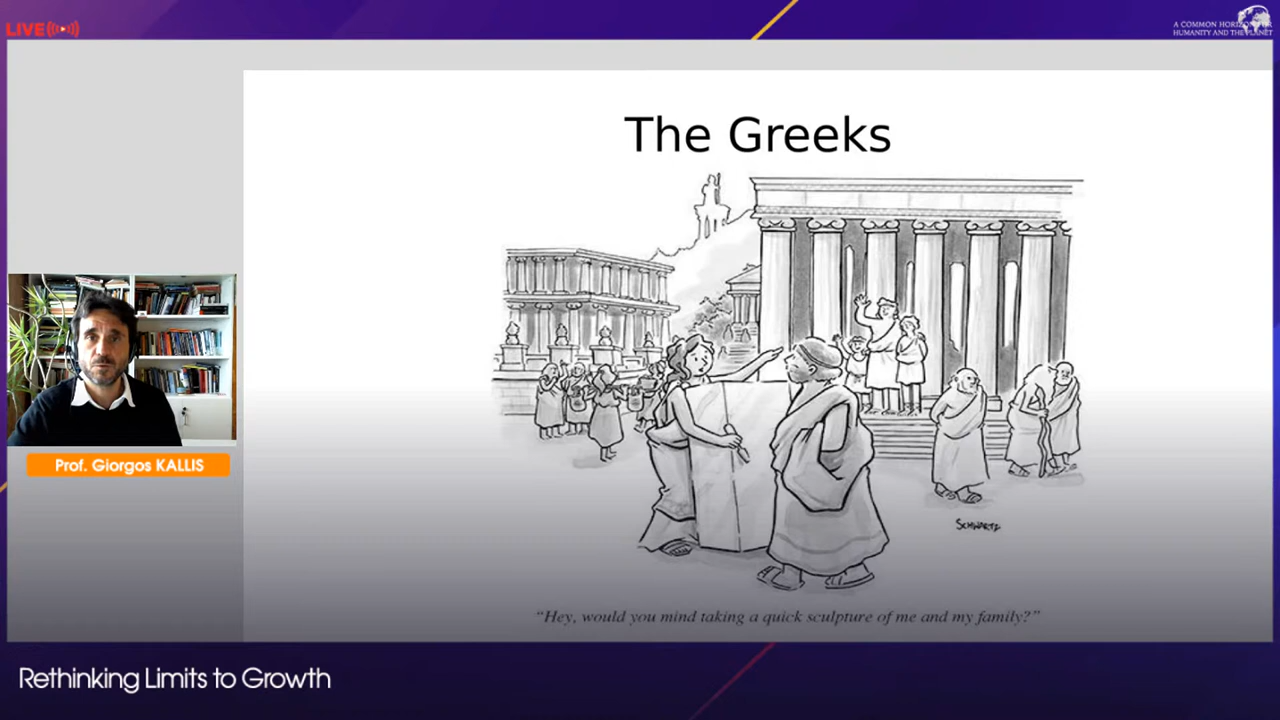 LIVE
A COMMON HORIZON FOR
HUMANITY AND THE PLANET
The Greeks
Prof. Giorgos KALLIS
SCHWARTZ
“Hey, would you mind taking a quick sculpture of me and my family?”
Rethinking Limits to Growth